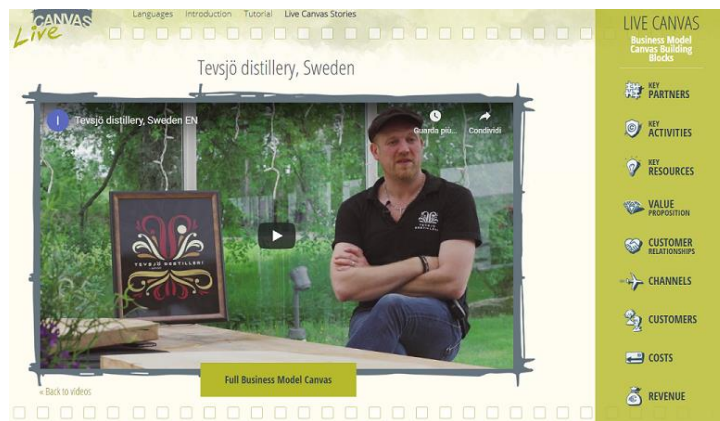 CANVAS
Live
Languages Introduction Tutorial Live Canvas Stories
Tevsjö distillery, Sweden
I Tevsjö distillery, Sweden EN
Guarda più... Condividi
TEVSJÖ DESTILLERI
TEVSJÖ
DESTILLERI
Full Business Model Canvas
« Back to videos
LIVE CANVAS
Business Model
Canvas Building
Blocks
KEY
PARTNERS
KEY
ACTIVITIES
KEY
RESOURCES
VALUE
PROPOSITION
CUSTOMER
RELATIONSHIPS
CHANNELS
CUSTOMERS
COSTS
REVENUE